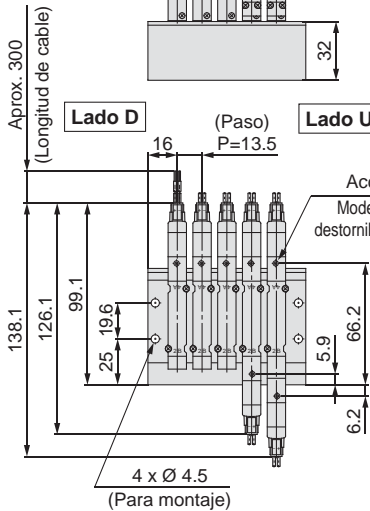 Aprox. 300
(Longitud de cable)
32
Lado D
Lado U
(Paso)
16
P=13.5
138.1
126.1
99.1
19.6
25
66.2
5.9
6.2
4 x Ø 4.5
(Para montaje)